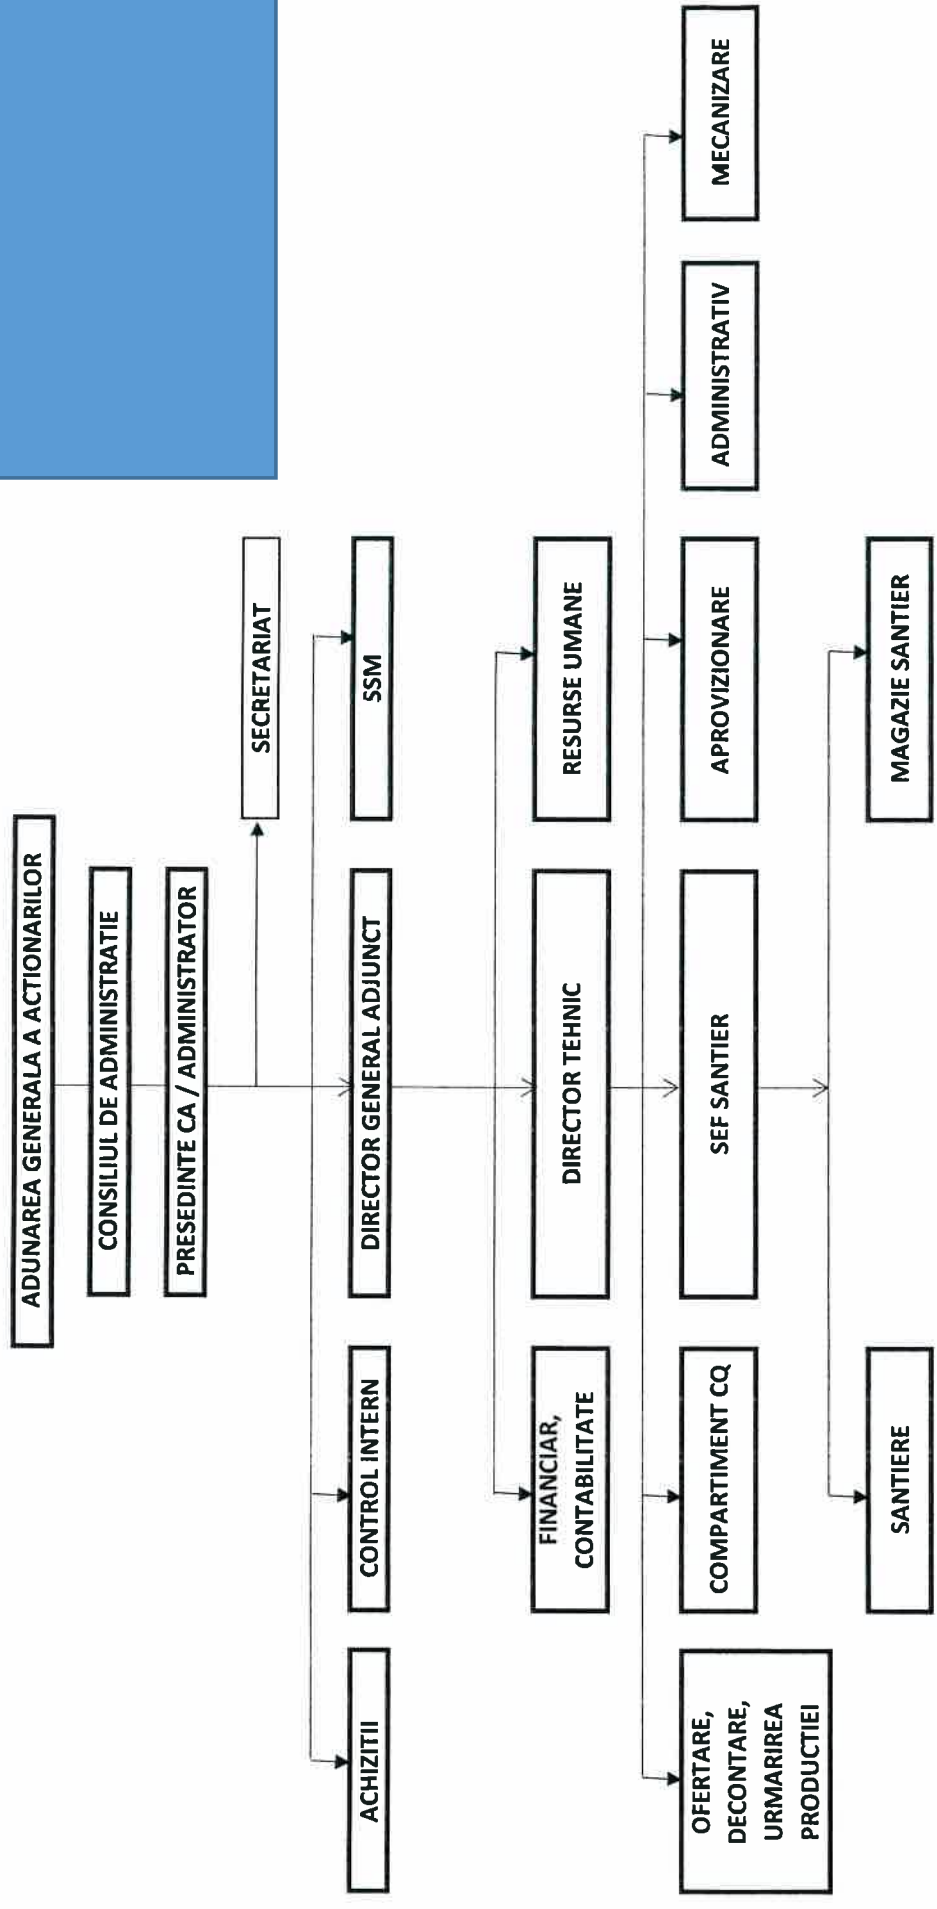 ADUNAREA GENERALA A ACTIONARILOR
CONSILIUL DE ADMINISTRATIE
PRESEDINTE CA / ADMINISTRATOR
SECRETARIAT
ACHIZITII
CONTROL INTERN
DIRECTOR GENERAL ADJUNCT
SSM
FINANCIAR,
CONTABILITATE
DIRECTOR TEHNIC
RESURSE UMANE
OFERTARE,
DECONTARE,
URMARIREA
PRODUCTIEI
COMPARTIMENT CQ
SEF SANTIER
APROVIZIONARE
ADMINISTRATIV
MECANIZARE
SANTIERE
MAGAZIE SANTIER